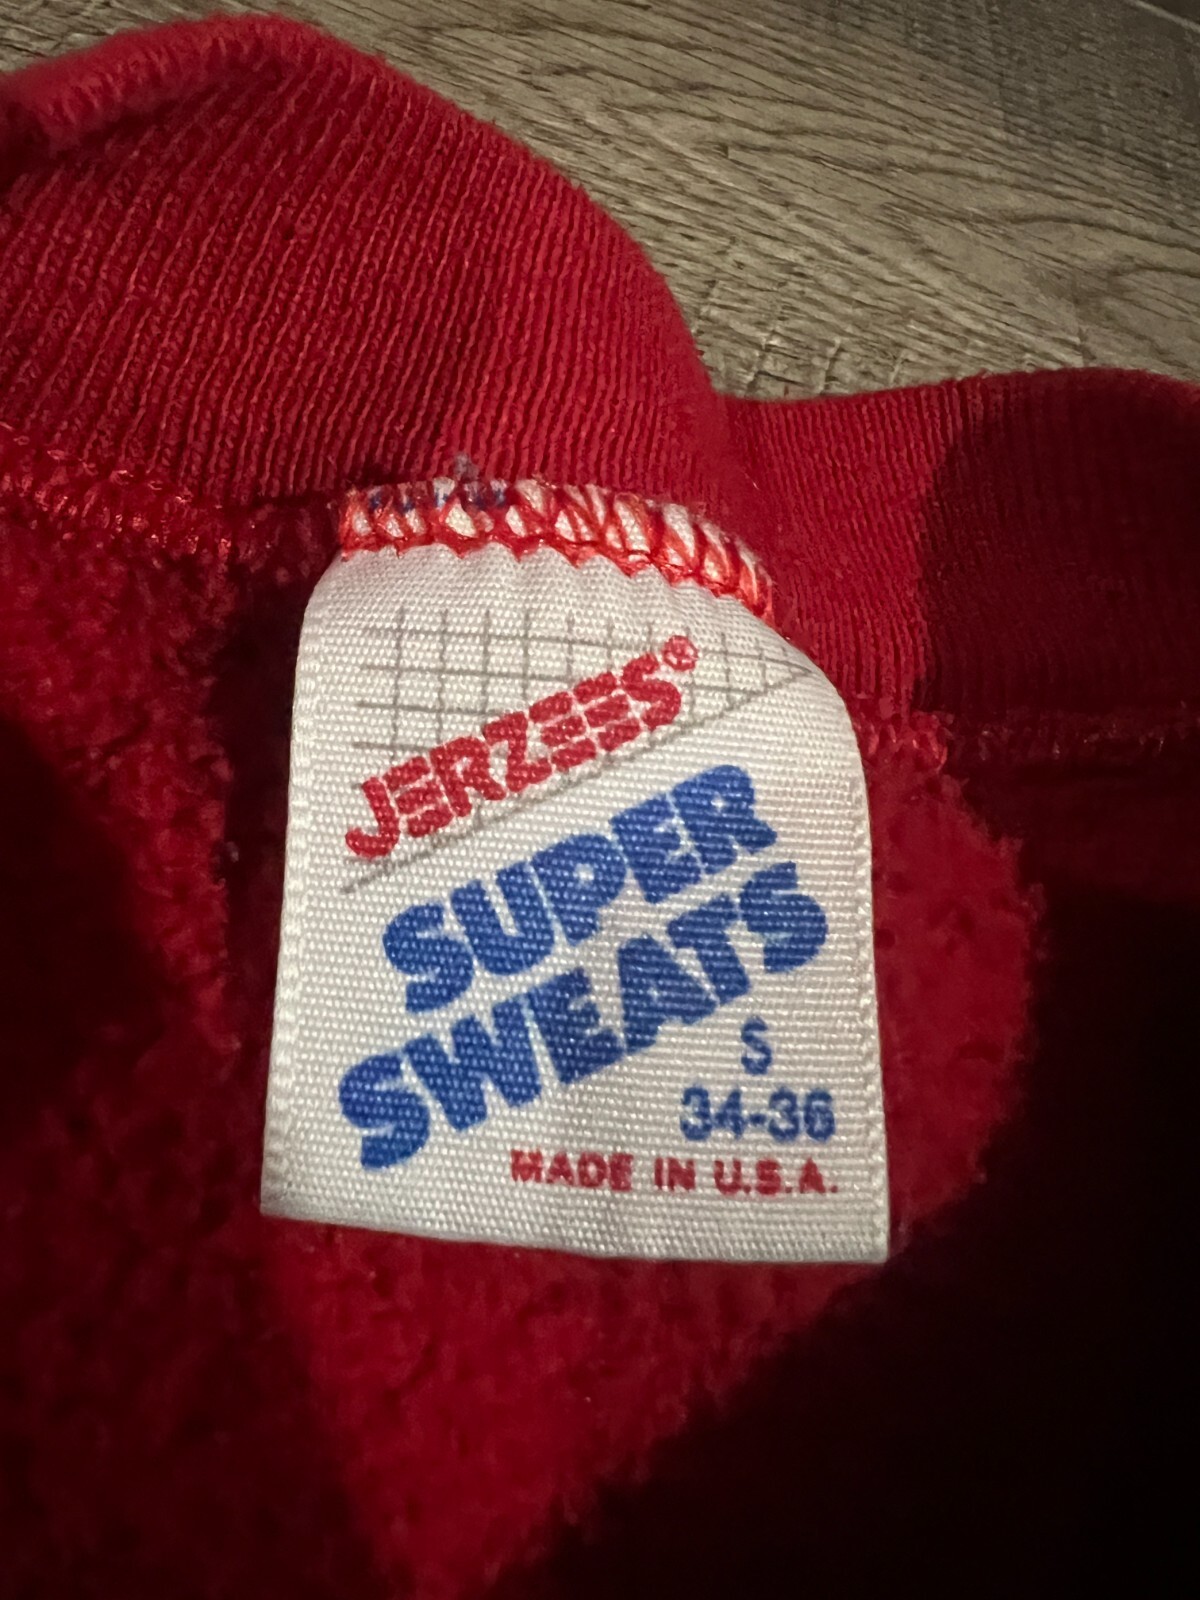 JERZEES®
SUPER
SWEATS
S
34-36
MADE IN U.S.A.